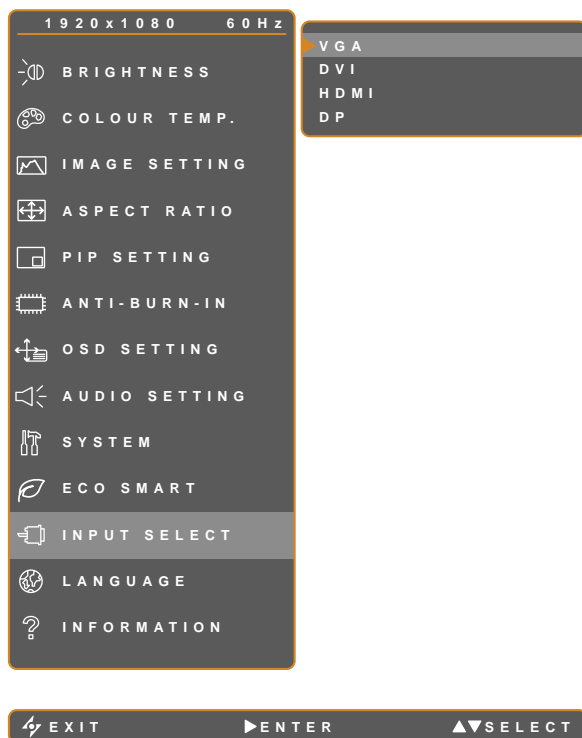 1920x1080 60Hz
BRIGHTNESS
COLOUR TEMP.
IMAGE SETTING
ASPECT RATIO
PIP SETTING
ANTI-BURN-IN
OSD SETTING
AUDIO SETTING
SYSTEM
ECO SMART
INPUT SELECT
LANGUAGE
INFORMATION
VGA
DVI
HDMI
DP
EXIT ENTER SELECT